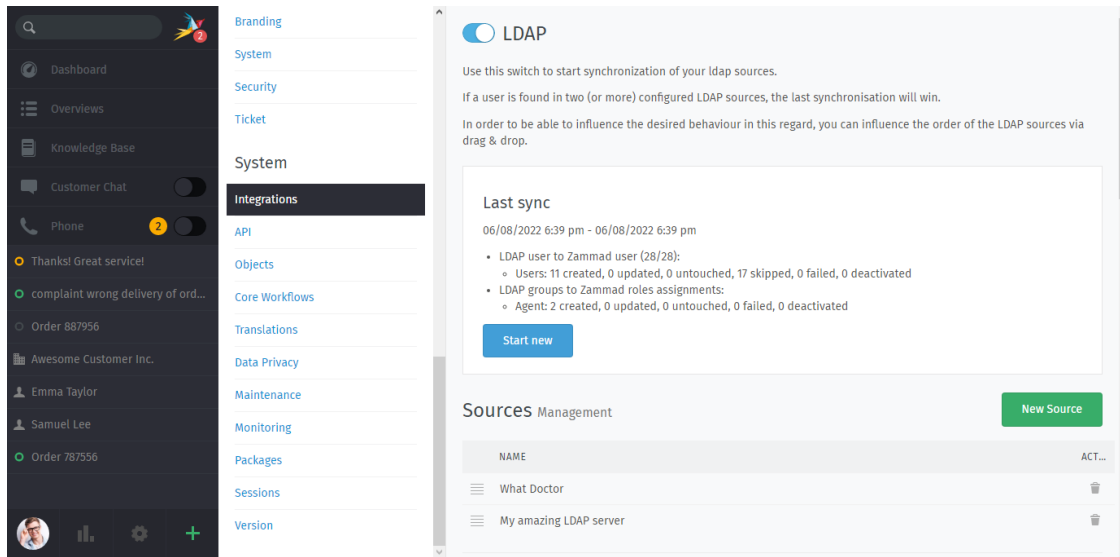 2
Dashboard
Overviews
Knowledge Base
Customer Chat
Phone 2
Thanks! Great service!
complaint wrong delivery of ord...
Order 887956
Awesome Customer Inc.
Emma Taylor
Samuel Lee
Order 787556
Branding
System
Security
Ticket
System
Integrations
API
Objects
Core Workflows
Translations
Data Privacy
Maintenance
Monitoring
Packages
Sessions
Version
LDAP
Use this switch to start synchronization of your ldap sources.
If a user is found in two (or more) configured LDAP sources, the last synchronisation will win.
In order to be able to influence the desired behaviour in this regard, you can influence the order of the LDAP sources via
drag & drop.
Last sync
06/08/2022 6:39 pm - 06/08/2022 6:39 pm
• LDAP user to Zammad user (28/28):
Users: 11 created, 0 updated, 0 untouched, 17 skipped, 0 failed, 0 deactivated
• LDAP groups to Zammad roles assignments:
Agent: 2 created, 0 updated, 0 untouched, 0 failed, 0 deactivated
Start new
Sources Management
New Source
NAME ACT...
What Doctor
My amazing LDAP server